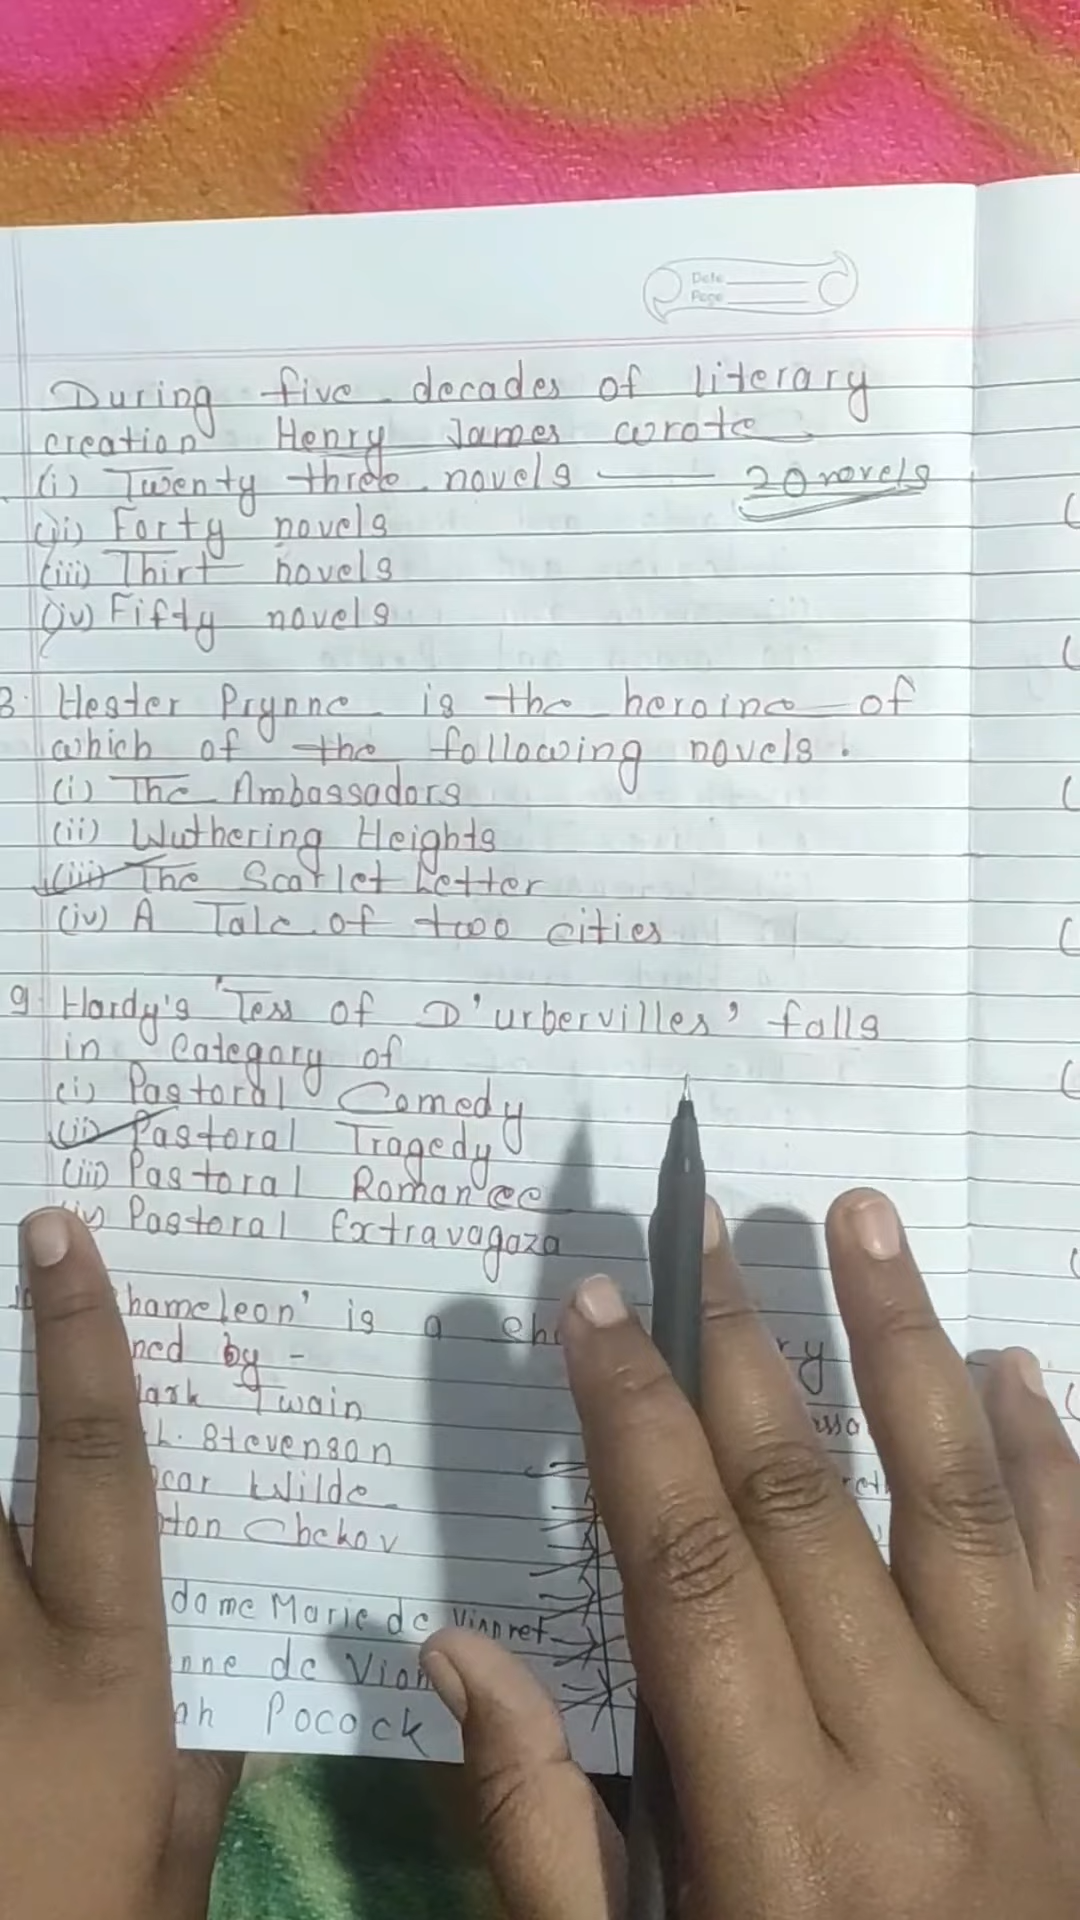 Date
Page
During five decades of literary
creation Henry James wrote
(i) Twenty three novels — 20 novels
(ii) Forty novels
(iii) Thirt novels
(iv) Fifty novels
8. Hester Prynne is the heroine of
which of the following novels.
(i) The Ambassadors
(ii) Wuthering Heights
(iii) The Scarlet Letter
(iv) A Tale of two cities
9. Hardy's 'Tess of D'urbervilles' falls
in category of
(i) Pastoral Comedy
(ii) Pastoral Tragedy
(iii) Pastoral Romance
(iv) Pastoral Extravagaza
hameleon' is a
ned by -
Twain
Stevenson
Wilde
Chekov
Marie de
de
Pocock